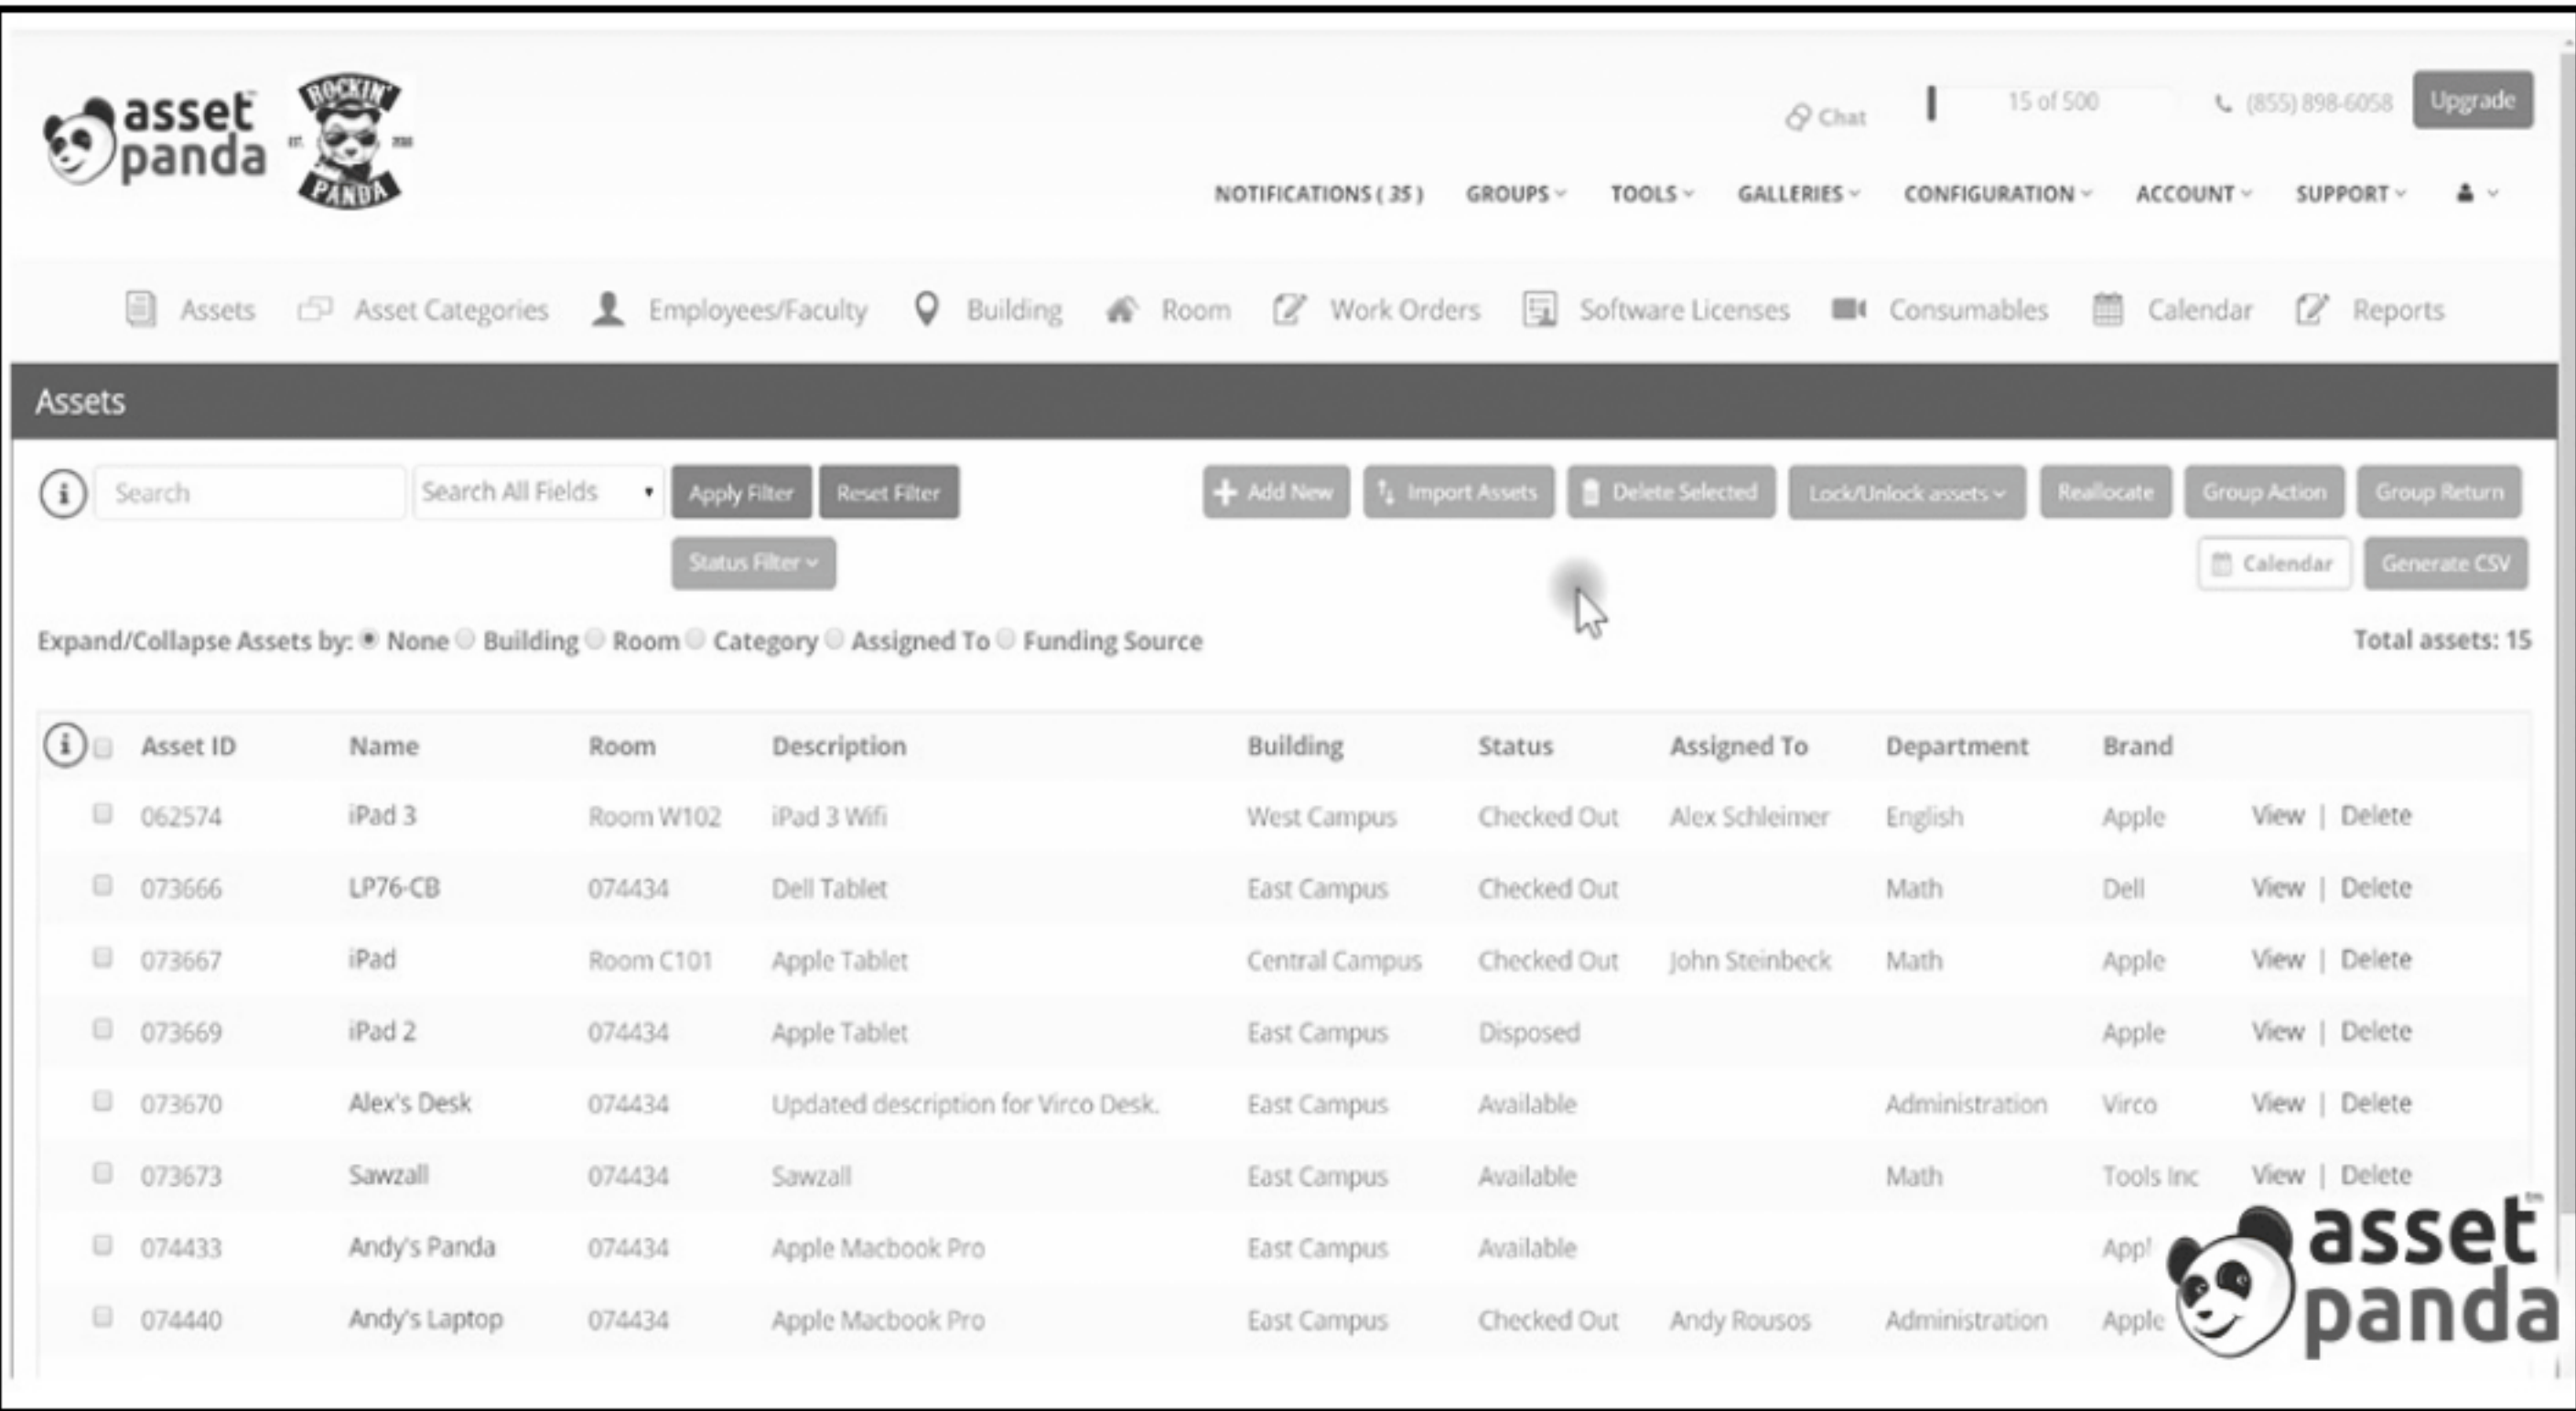 asset panda
ROCKIN' PANDA
Chat 15 of 500 (855) 898-6058 Upgrade
NOTIFICATIONS ( 35 ) GROUPS TOOLS GALLERIES CONFIGURATION ACCOUNT SUPPORT
Assets Asset Categories Employees/Faculty Building Room Work Orders Software Licenses Consumables Calendar Reports
Assets
Search Search All Fields Apply Filter Reset Filter Add New Import Assets Delete Selected Lock/Unlock assets Reallocate Group Action Group Return
Status Filter Calendar Generate CSV
Expand/Collapse Assets by: None Building Room Category Assigned To Funding Source Total assets: 15
Asset ID Name Room Description Building Status Assigned To Department Brand
062574 iPad 3 Room W102 iPad 3 Wifi West Campus Checked Out Alex Schleimer English Apple View | Delete
073666 LP76-CB 074434 Dell Tablet East Campus Checked Out Math Dell View | Delete
073667 iPad Room C101 Apple Tablet Central Campus Checked Out John Steinbeck Math Apple View | Delete
073669 iPad 2 074434 Apple Tablet East Campus Disposed Apple View | Delete
073670 Alex's Desk 074434 Updated description for Virco Desk. East Campus Available Administration Virco View | Delete
073673 Sawzall 074434 Sawzall East Campus Available Math Tools Inc View | Delete
074433 Andy's Panda 074434 Apple Macbook Pro East Campus Available
074440 Andy's Laptop 074434 Apple Macbook Pro East Campus Checked Out Andy Rousos Administration Apple
asset panda